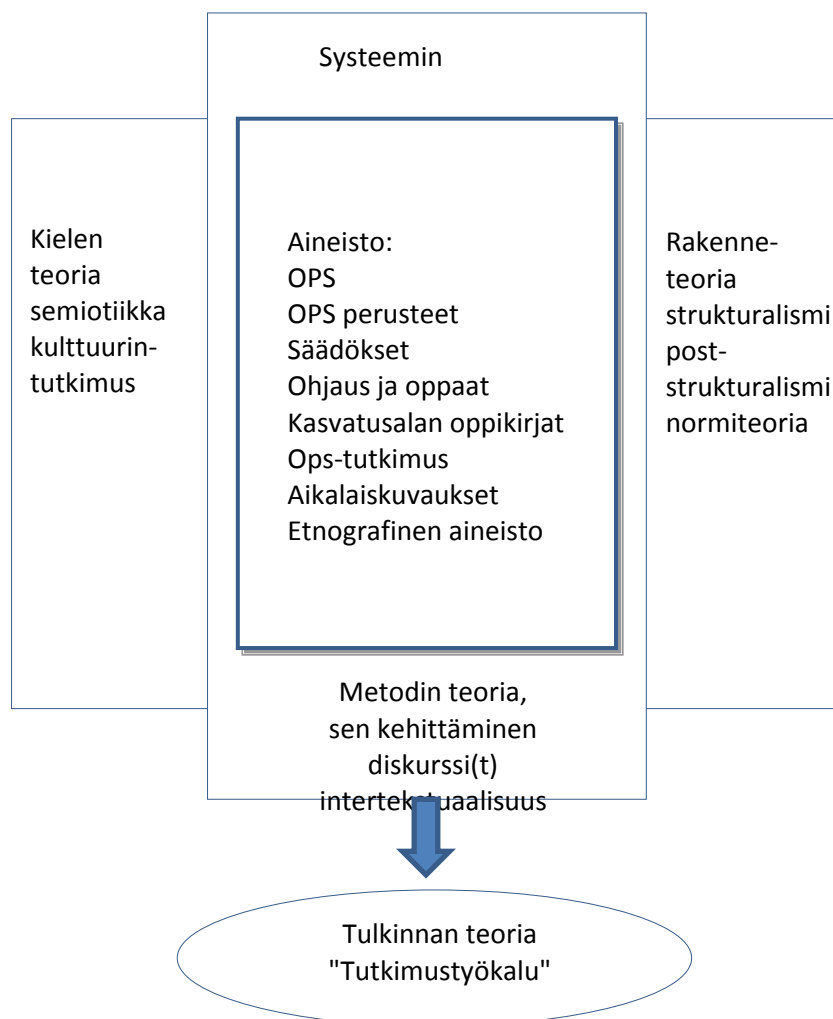 Systeemin
Kielen
teoria
semiotiikka
kulttuurin-
tutkimus
Aineisto:
OPS
OPS perusteet
Säädökset
Ohjaus ja oppaat
Kasvatusalan oppikirjat
Ops-tutkimus
Aikalaiskuvaukset
Etnografinen aineisto
Rakenne-
teoria
strukturalismi
post-
strukturalismi
normiteoria
Metodin teoria,
sen kehittäminen
diskurssi(t)
intertekstuaalisuus
Tulkinnan teoria
"Tutkimustyökalu"